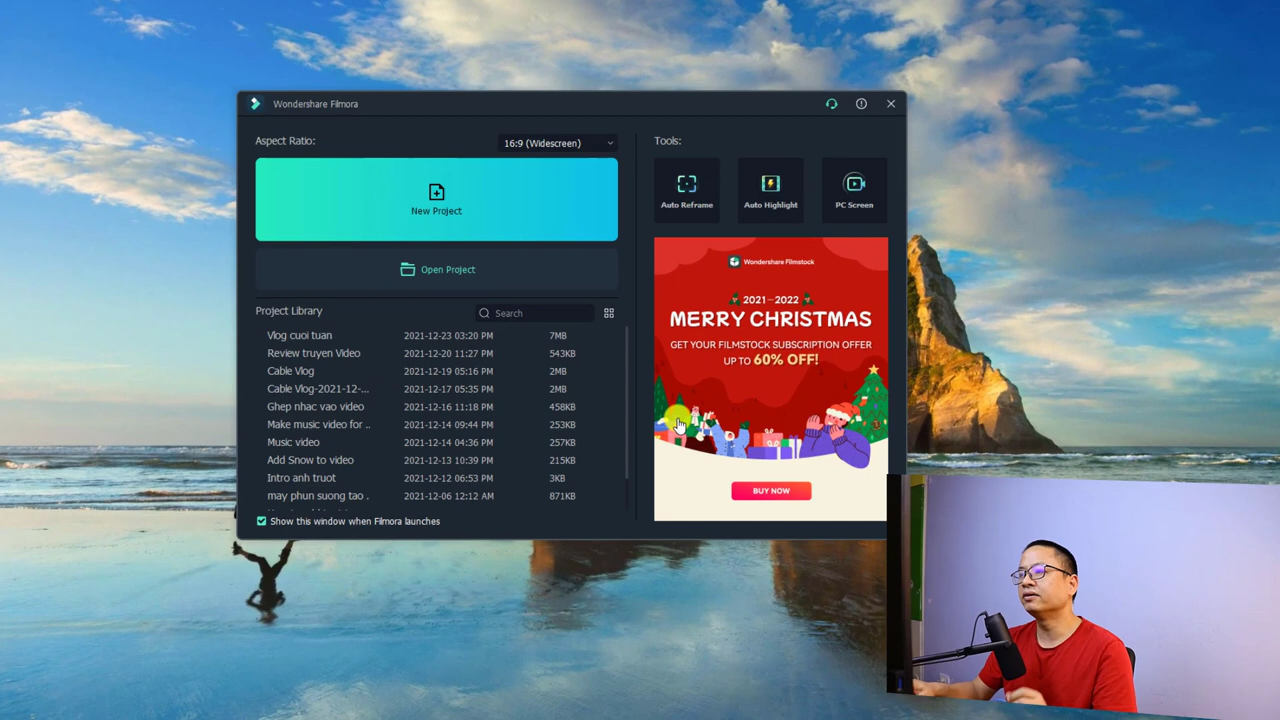 Wondershare Filmora
Aspect Ratio:
16:9 (Widescreen)
New Project
Open Project
Project Library
Search
Vlog cuoi tuan 2021-12-23 03:20 PM 7MB
Review truyen Video 2021-12-20 11:27 PM 543KB
Cable Vlog 2021-12-19 05:16 PM 2MB
Cable Vlog-2021-12-... 2021-12-17 05:35 PM 2MB
Ghep nhac vao video 2021-12-16 11:18 PM 458KB
Make music video for .. 2021-12-14 09:44 PM 253KB
Music video 2021-12-14 04:36 PM 257KB
Add Snow to video 2021-12-13 10:39 PM 215KB
Intro anh truot 2021-12-12 06:53 PM 3KB
may phun suong tao . 2021-12-06 12:12 AM 871KB
Show this window when Filmora launches
Tools:
Auto Reframe
Auto Highlight
PC Screen
Wondershare Filmstock
2021-2022
MERRY CHRISTMAS
GET YOUR FILMSTOCK SUBSCRIPTION OFFER
UP TO 60% OFF!
BUY NOW